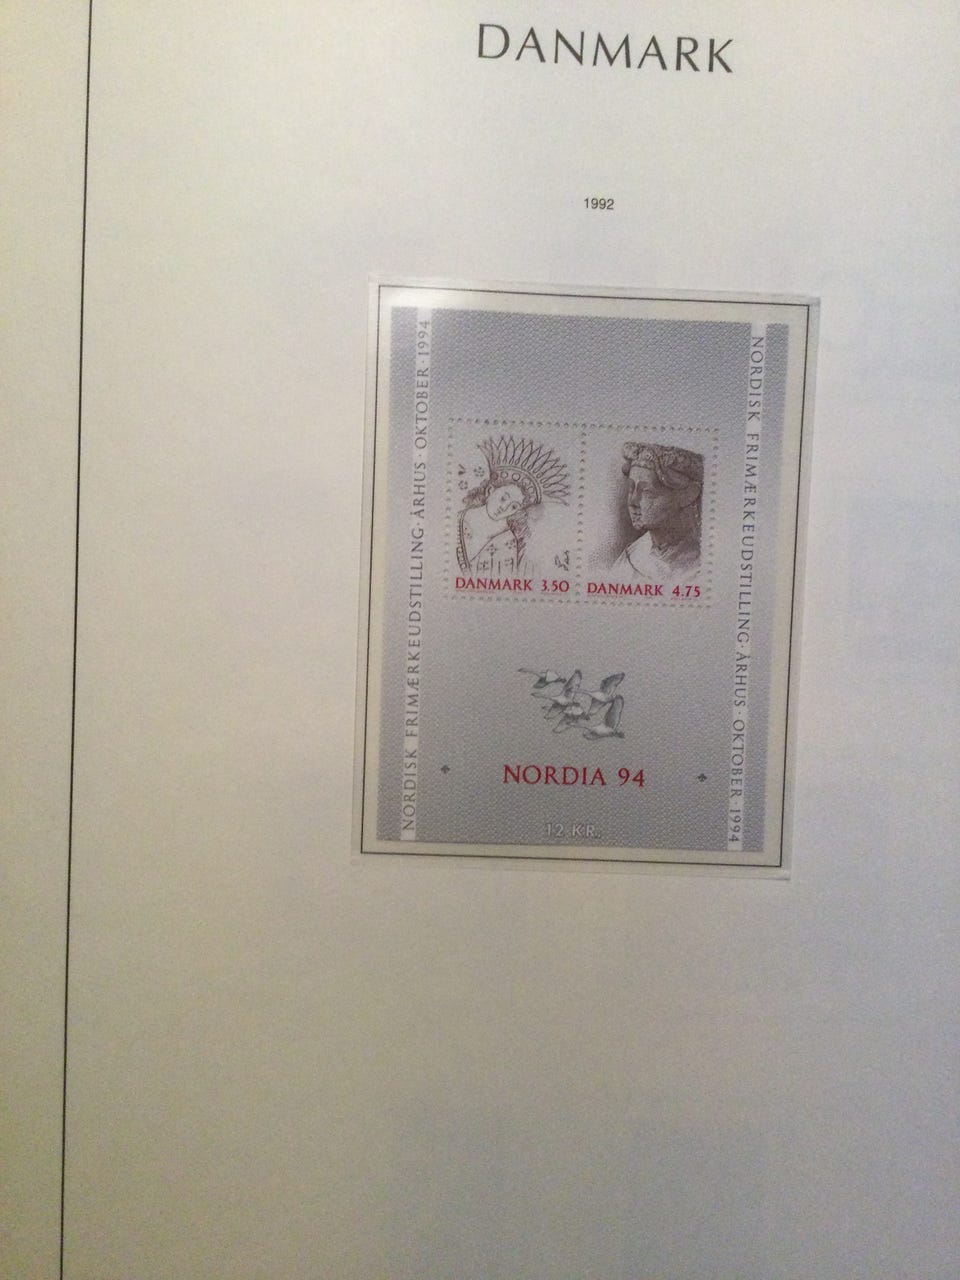 DANMARK
1992
NORDISK FRIMÆRKEUDSTILLING · ÅRHUS · OKTOBER · 1994
NORDISK FRIMÆRKEUDSTILLING · ÅRHUS · OKTOBER · 1994
DANMARK 3.50
DANMARK 4.75
NORDIA 94
12 KR.